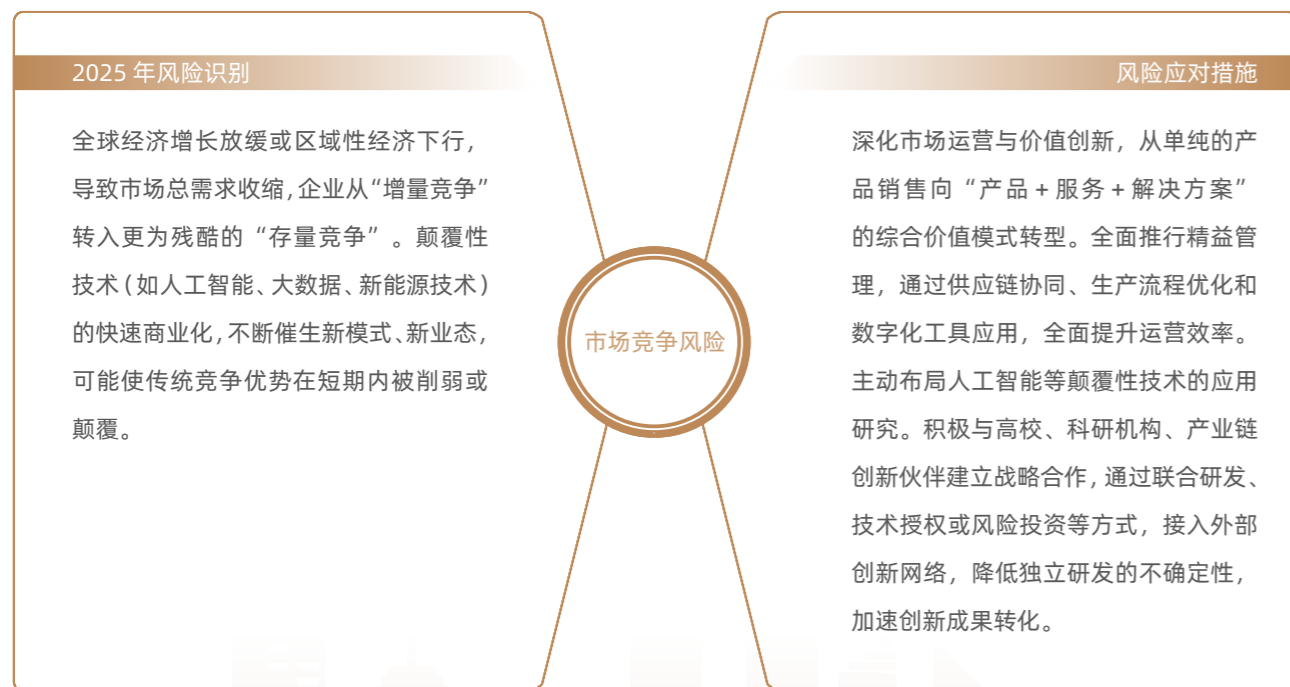 2025 年风险识别
全球经济增长放缓或区域性经济下行，
导致市场总需求收缩，企业从“增量竞争”
转入更为残酷的“存量竞争”。颠覆性
技术（如人工智能、大数据、新能源技术）
的快速商业化，不断催生新模式、新业态，
可能使传统竞争优势在短期内被削弱或
颠覆。
市场竞争风险
风险应对措施
深化市场运营与价值创新，从单纯的产
品销售向“产品 + 服务 + 解决方案”
的综合价值模式转型。全面推行精益管
理，通过供应链协同、生产流程优化和
数字化工具应用，全面提升运营效率。
主动布局人工智能等颠覆性技术的应用
研究。积极与高校、科研机构、产业链
创新伙伴建立战略合作，通过联合研发、
技术授权或风险投资等方式，接入外部
创新网络，降低独立研发的不确定性，
加速创新成果转化。